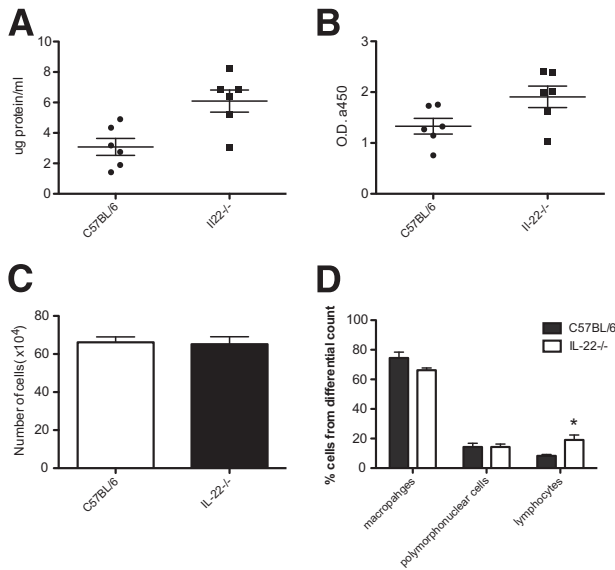 A
ug protein/ml
10
8
6
4
2
0
C57BL/6
Il22-/-
B
O.D. a450
3
2
1
0
C57BL/6
Il-22-/-
C
Number of cells( x10⁴)
80
60
40
20
0
C57BL/6
IL-22-/-
D
% cells from differential count
100
80
60
40
20
0
C57BL/6
IL-22-/-
*
macropahges
polymorphonuclear cells
lymphocytes